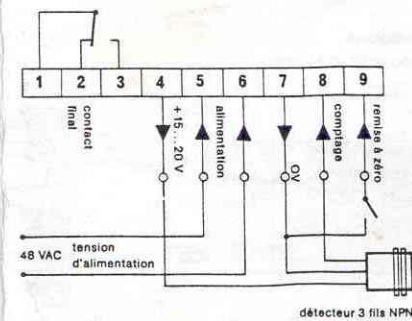 1 2 3 4 5 6 7 8 9
contact
final
+ 15...20 V
alimentation
OV
comptage
remise à zéro
48 VAC
tension
d'alimentation
détecteur 3 fils NPN